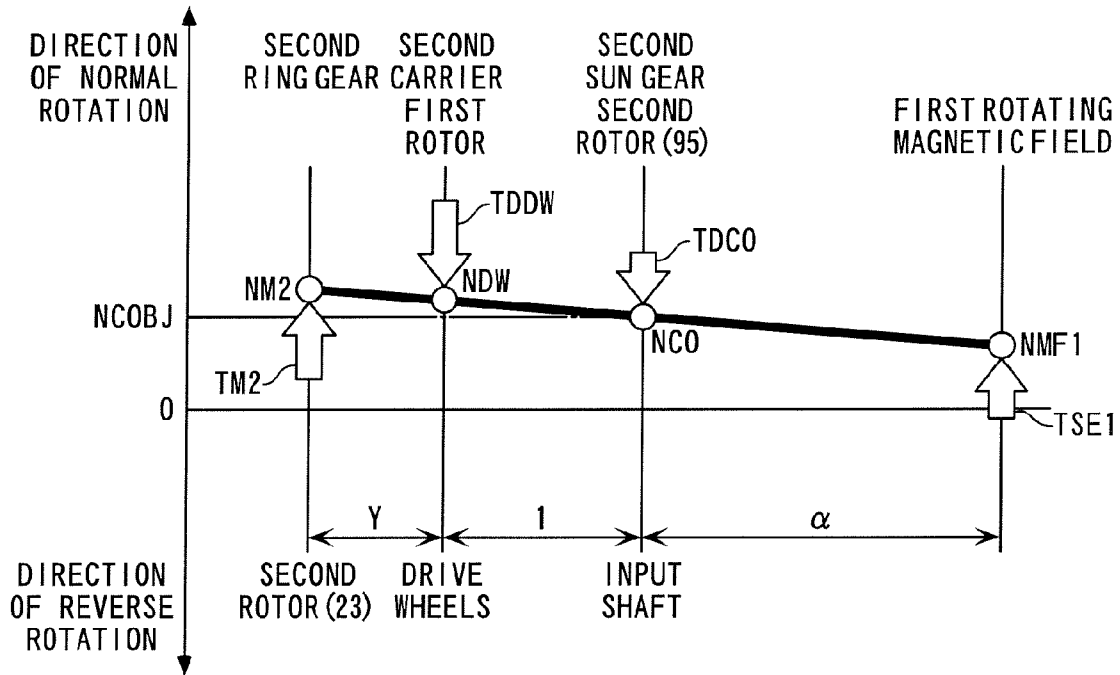 DIRECTION
OF NORMAL
ROTATION
SECOND
RING GEAR
SECOND
CARRIER
FIRST
ROTOR
SECOND
SUN GEAR
SECOND
ROTOR (95)
FIRST ROTATING
MAGNETIC FIELD
TDDW
TDCO
NM2
NDW
NCOBJ
NCO
NMF1
TM2
0
TSE1
Y
1
α
DIRECTION
OF REVERSE
ROTATION
SECOND
ROTOR (23)
DRIVE
WHEELS
INPUT
SHAFT